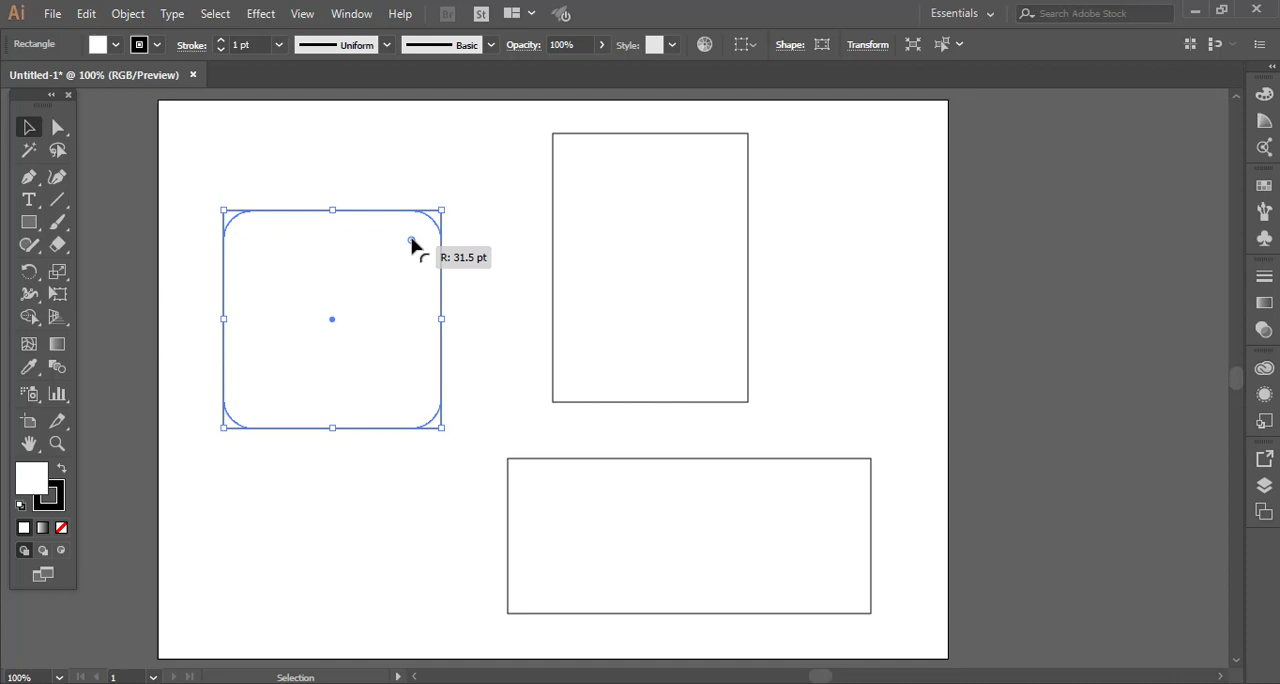 Ai File Edit Object Type Select Effect View Window Help Br St Essentials Search Adobe Stock
Rectangle Stroke: 1 pt Uniform Basic Opacity: 100% Style: Shape: Transform
Untitled-1* @ 100% (RGB/Preview)
T
R: 31.5 pt
100% 1 Selection